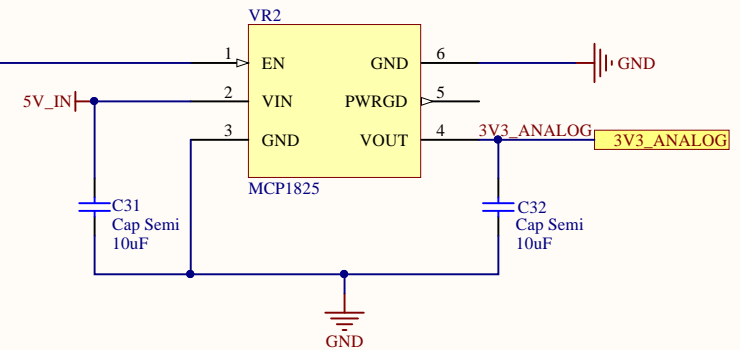 VR2
1 EN GND 6 GND
5V_IN 2 VIN PWRGD 5
3 GND VOUT 4 3V3_ANALOG 3V3_ANALOG
MCP1825
C31 C32
Cap Semi Cap Semi
10uF 10uF
GND